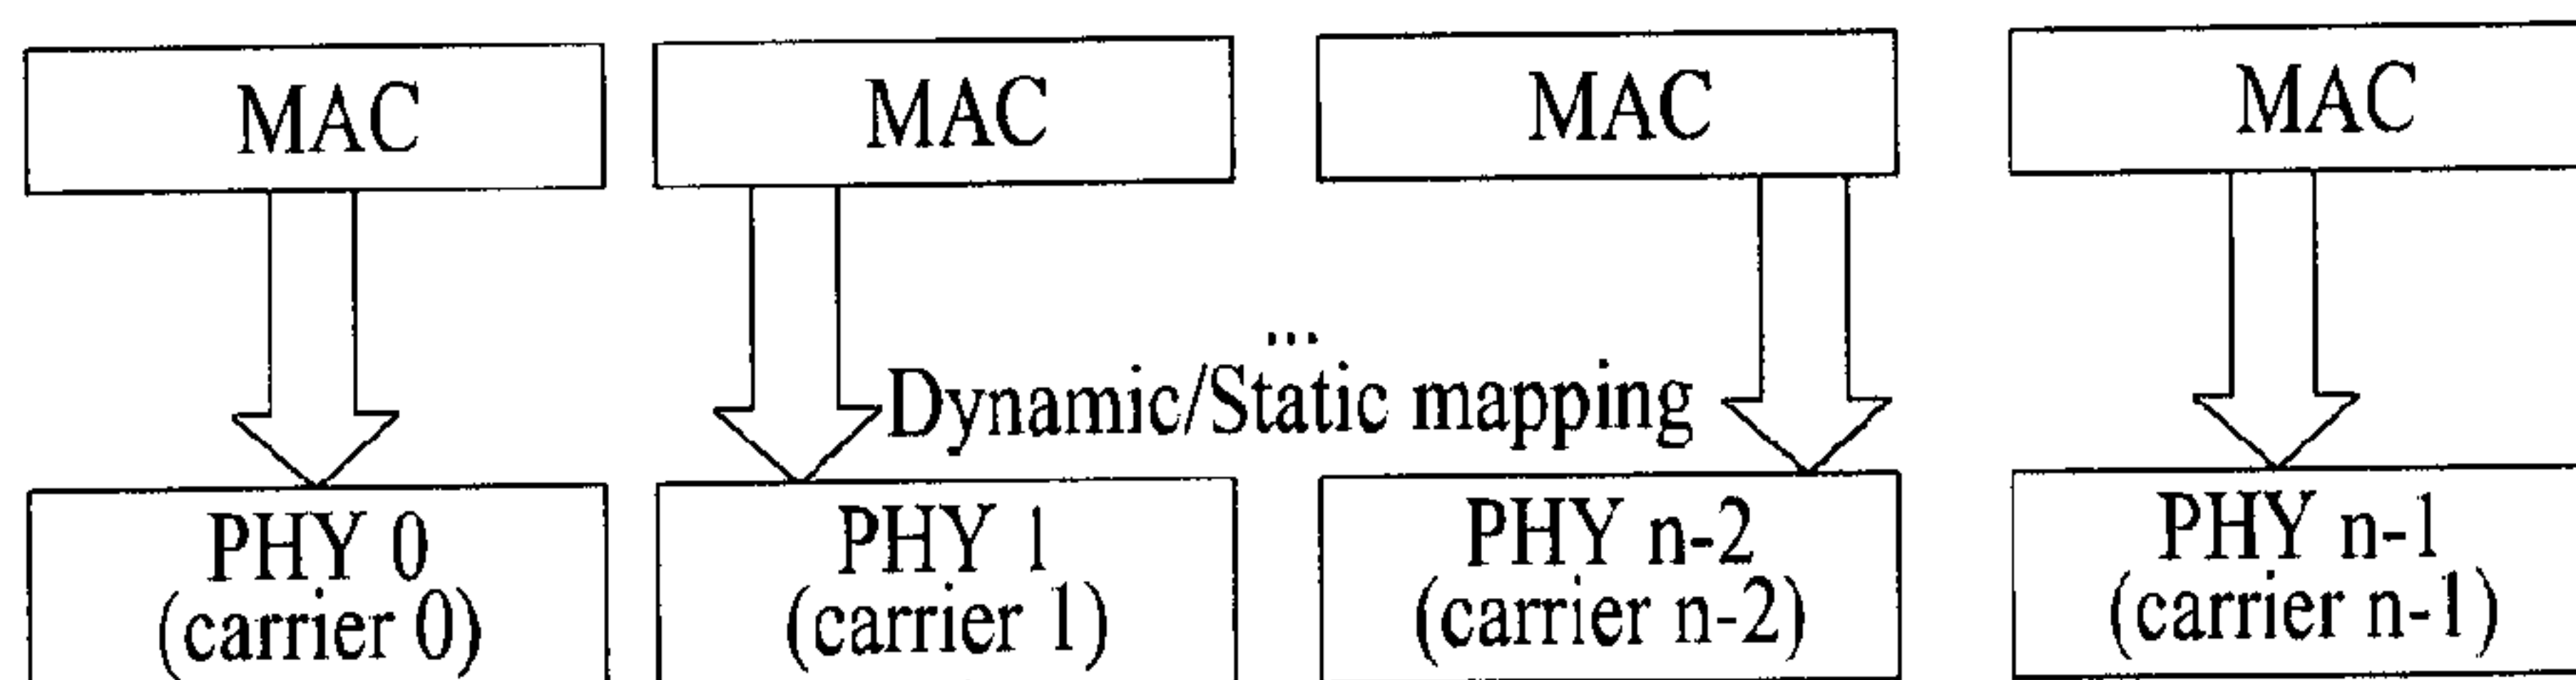 MAC
MAC
MAC
MAC
...
Dynamic/Static mapping
PHY 0
(carrier 0)
PHY 1
(carrier 1)
PHY n-2
(carrier n-2)
PHY n-1
(carrier n-1)